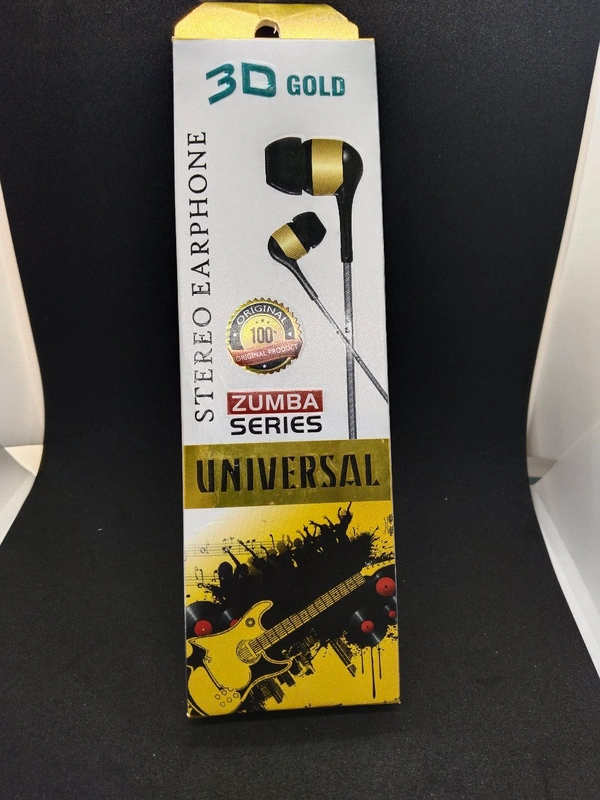 3D GOLD
STEREO EARPHONE
ORIGINAL
100
ORIGINAL PRODUCT
ZUMBA
SERIES
UNIVERSAL